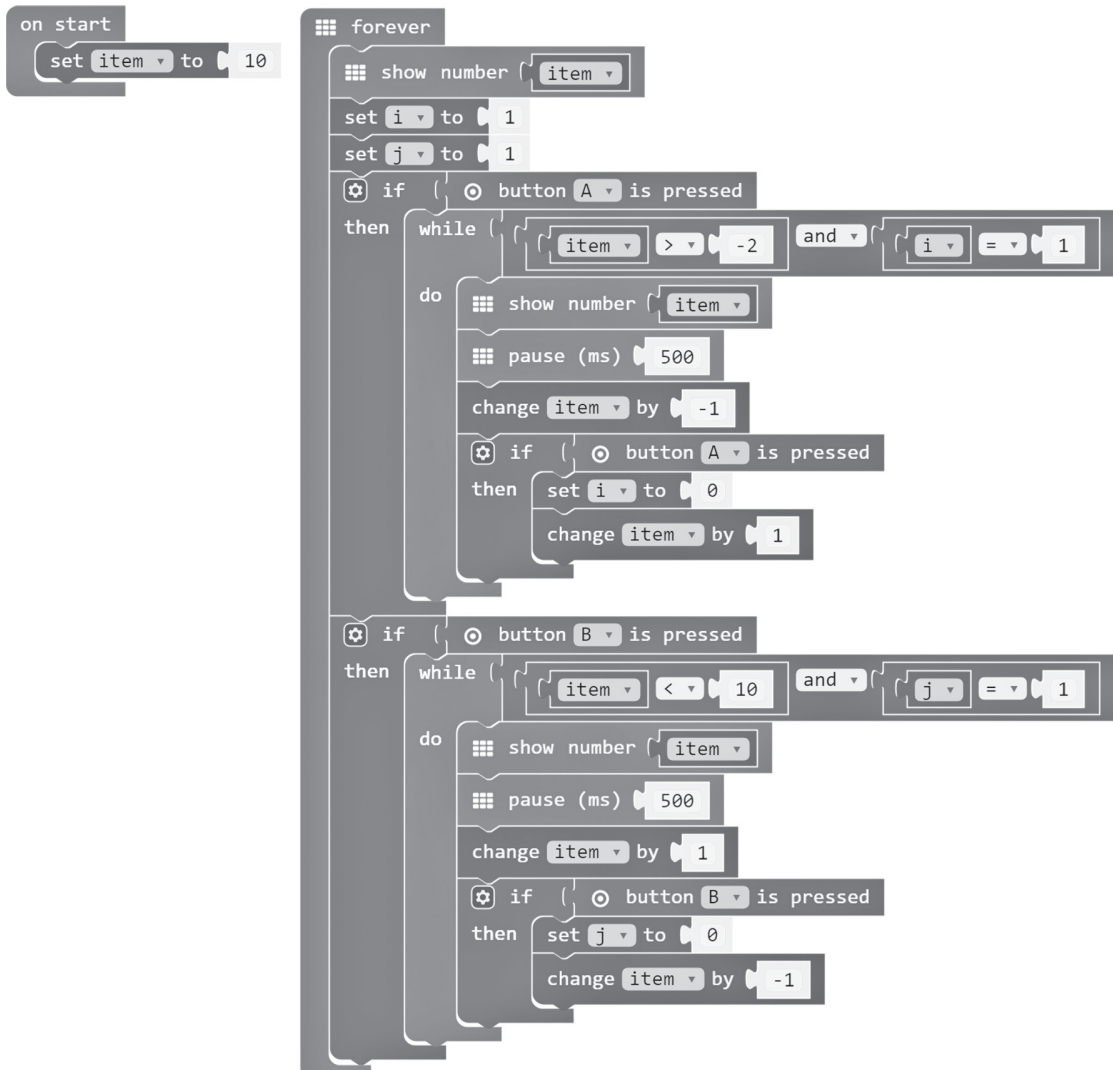 on start
set item to 10
forever
show number item
set i to 1
set j to 1
if button A is pressed
then while item > -2 and i = 1
do show number item
pause (ms) 500
change item by -1
if button A is pressed
then set i to 0
change item by 1
if button B is pressed
then while item < 10 and j = 1
do show number item
pause (ms) 500
change item by 1
if button B is pressed
then set j to 0
change item by -1